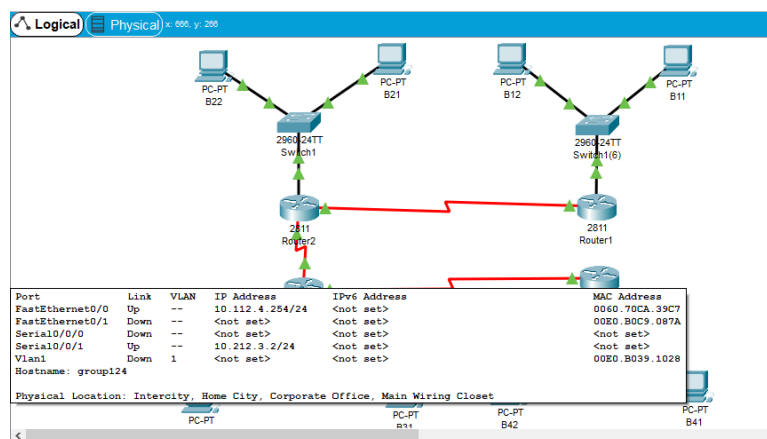 Logical Physical x: 666, y: 266
PC-PT
B22
PC-PT
B21
PC-PT
B12
PC-PT
B11
2960-24TT
Switch1
2960-24TT
Switch1(6)
2811
Router2
2811
Router1
Port Link VLAN IP Address IPv6 Address MAC Address
FastEthernet0/0 Up -- 10.112.4.254/24 <not set> 0060.70CA.39C7
FastEthernet0/1 Down -- <not set> <not set> 00E0.B0C9.087A
Serial0/0/0 Down -- <not set> <not set> <not set>
Serial0/0/1 Up -- 10.212.3.2/24 <not set> <not set>
Vlan1 Down 1 <not set> <not set> 00E0.B039.1028
Hostname: group124
Physical Location: Intercity, Home City, Corporate Office, Main Wiring Closet
PC-PT
PC-PT
B31
PC-PT
B42
PC-PT
B41